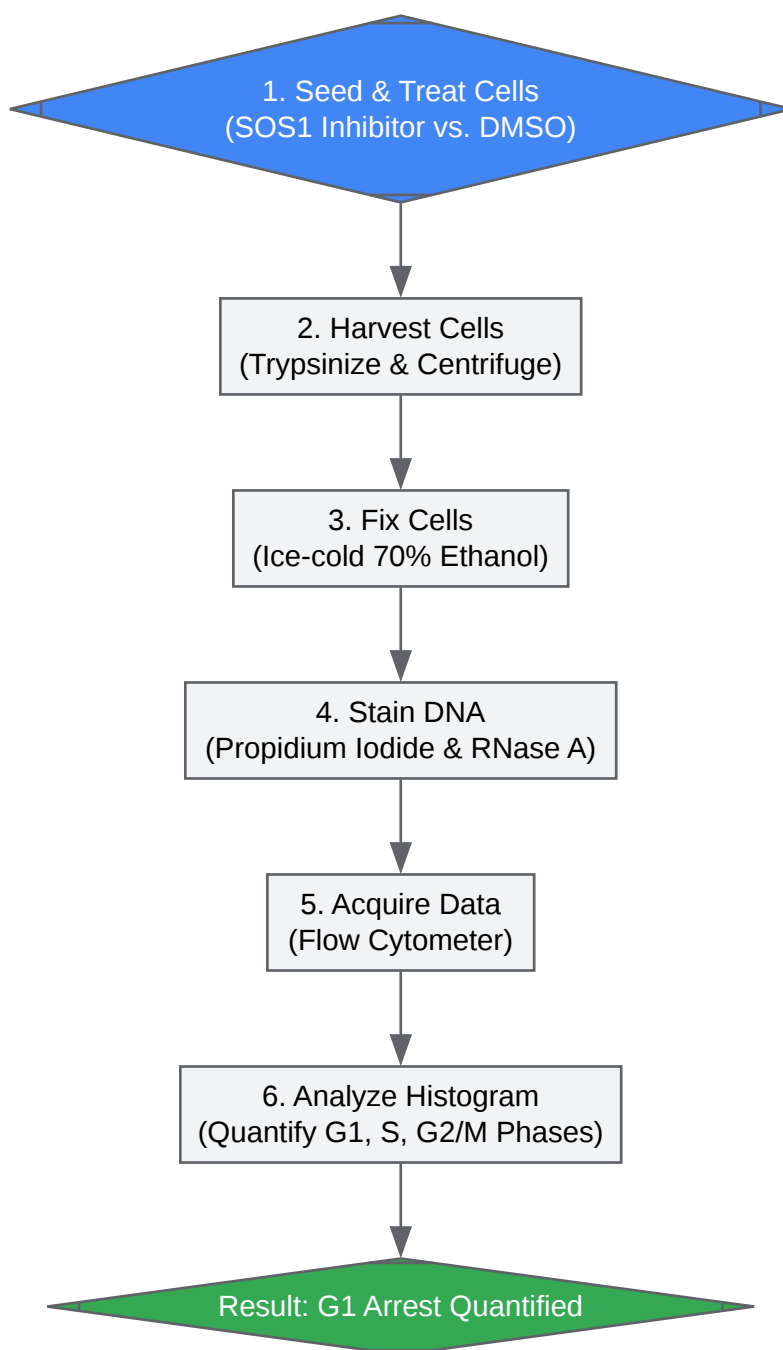 1. Seed & Treat Cells
(SOS1 Inhibitor vs. DMSO)
2. Harvest Cells
(Trypsinize & Centrifuge)
3. Fix Cells
(Ice-cold 70% Ethanol)
4. Stain DNA
(Propidium Iodide & RNase A)
5. Acquire Data
(Flow Cytometer)
6. Analyze Histogram
(Quantify G1, S, G2/M Phases)
Result: G1 Arrest Quantified